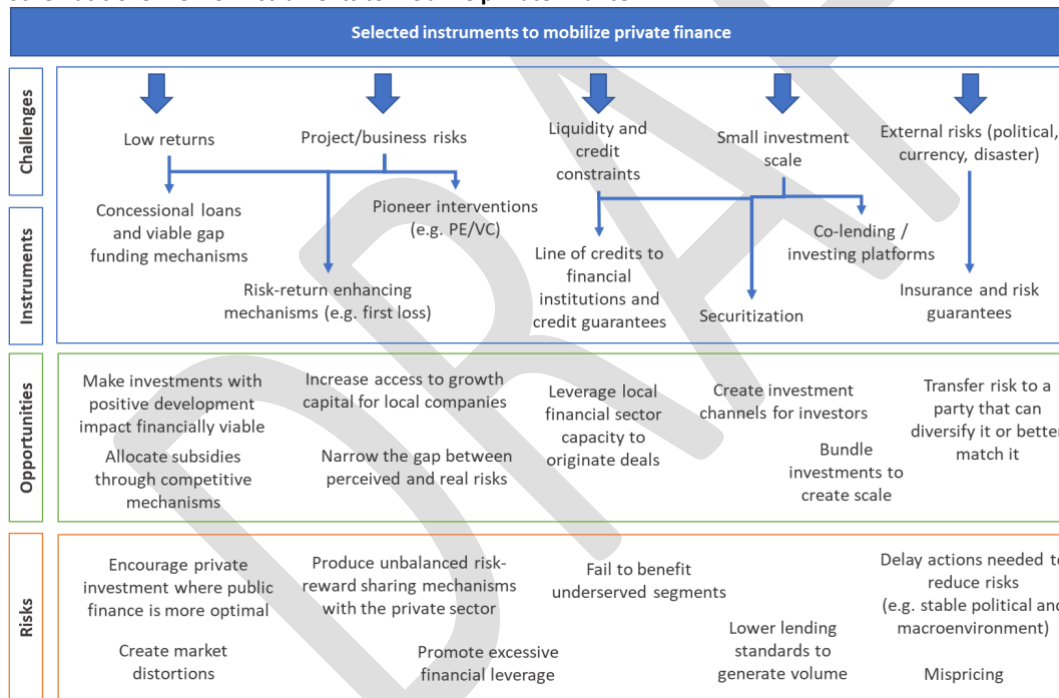 Selected instruments to mobilize private finance
Challenges
Low returns
Project/business risks
Liquidity and
credit
constraints
Small investment
scale
External risks (political,
currency, disaster)
Instruments
Concessional loans
and viable gap
funding mechanisms
Risk-return enhancing
mechanisms (e.g. first loss)
Pioneer interventions
(e.g. PE/VC)
Line of credits to
financial
institutions and
credit guarantees
Securitization
Co-lending /
investing platforms
Insurance and risk
guarantees
Opportunities
Make investments with
positive development
impact financially viable
Allocate subsidies
through competitive
mechanisms
Increase access to growth
capital for local companies
Narrow the gap between
perceived and real risks
Leverage local
financial sector
capacity to
originate deals
Create investment
channels for investors
Bundle
investments to
create scale
Transfer risk to a
party that can
diversify it or better
match it
Risks
Encourage private
investment where public
finance is more optimal
Create market
distortions
Produce unbalanced risk-
reward sharing mechanisms
with the private sector
Promote excessive
financial leverage
Fail to benefit
underserved segments
Lower lending
standards to
generate volume
Delay actions needed to
reduce risks
(e.g. stable political and
macroenvironment)
Mispricing
DRA